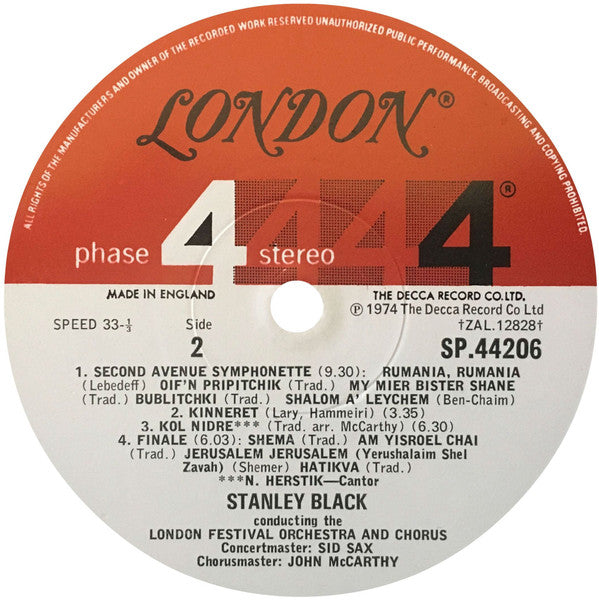 ALL RIGHTS OF THE MANUFACTURERS AND OWNER OF THE RECORDED WORK RESERVED UNAUTHORIZED PUBLIC PERFORMANCE, BROADCASTING AND COPYING PROHIBITED.
LONDON®
phase 4 stereo 4 4 4®
MADE IN ENGLAND
THE DECCA RECORD CO.LTD.
℗ 1974 The Decca Record Co Ltd
SPEED 33-⅓
Side
†ZAL.12828†
2
SP.44206
1. SECOND AVENUE SYMPHONETTE (9.30): RUMANIA, RUMANIA
(Lebedeff) OIF'N PRIPITCHIK (Trad.) MY MIER BISTER SHANE
(Trad.) BUBLITCHKI (Trad.) SHALOM A' LEYCHEM (Ben-Chaim)
2. KINNERET (Lary, Hammeiri) (3.35)
3. KOL NIDRE*** (Trad. arr. McCarthy) (6.30)
4. FINALE (6.03): SHEMA (Trad.) AM YISROEL CHAI
(Trad.) JERUSALEM JERUSALEM (Yerushalaim Shel
Zavah) (Shemer) HATIKVA (Trad.)
***N. HERSTIK—Cantor
STANLEY BLACK
conducting the
LONDON FESTIVAL ORCHESTRA AND CHORUS
Concertmaster: SID SAX
Chorusmaster: JOHN McCARTHY